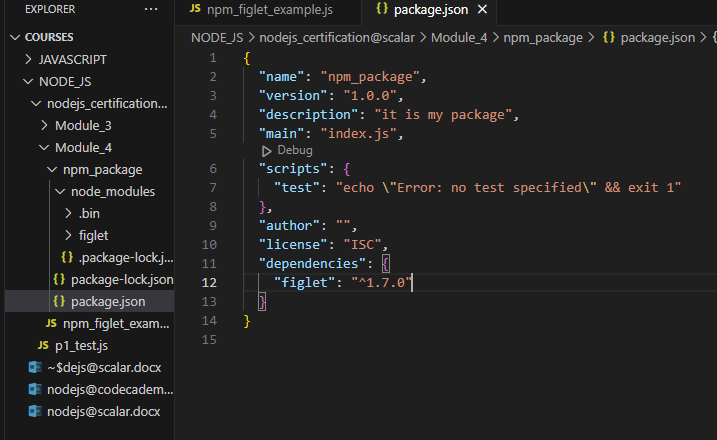 EXPLORER
COURSES
JAVASCRIPT
NODE_JS
nodejs_certification...
Module_3
Module_4
npm_package
node_modules
.bin
figlet
{} .package-lock.j...
{} package-lock.json
{} package.json
JS npm_figlet_exam...
JS p1_test.js
~$dejs@scalar.docx
nodejs@codecadem...
nodejs@scalar.docx
JS npm_figlet_example.js
{} package.json
NODE_JS > nodejs_certification@scalar > Module_4 > npm_package > {} package.json > {
1 {
2 "name": "npm_package",
3 "version": "1.0.0",
4 "description": "it is my package",
5 "main": "index.js",
Debug
6 "scripts": {
7 "test": "echo \"Error: no test specified\" && exit 1"
8 },
9 "author": "",
10 "license": "ISC",
11 "dependencies": {
12 "figlet": "^1.7.0"
13 }
14 }
15